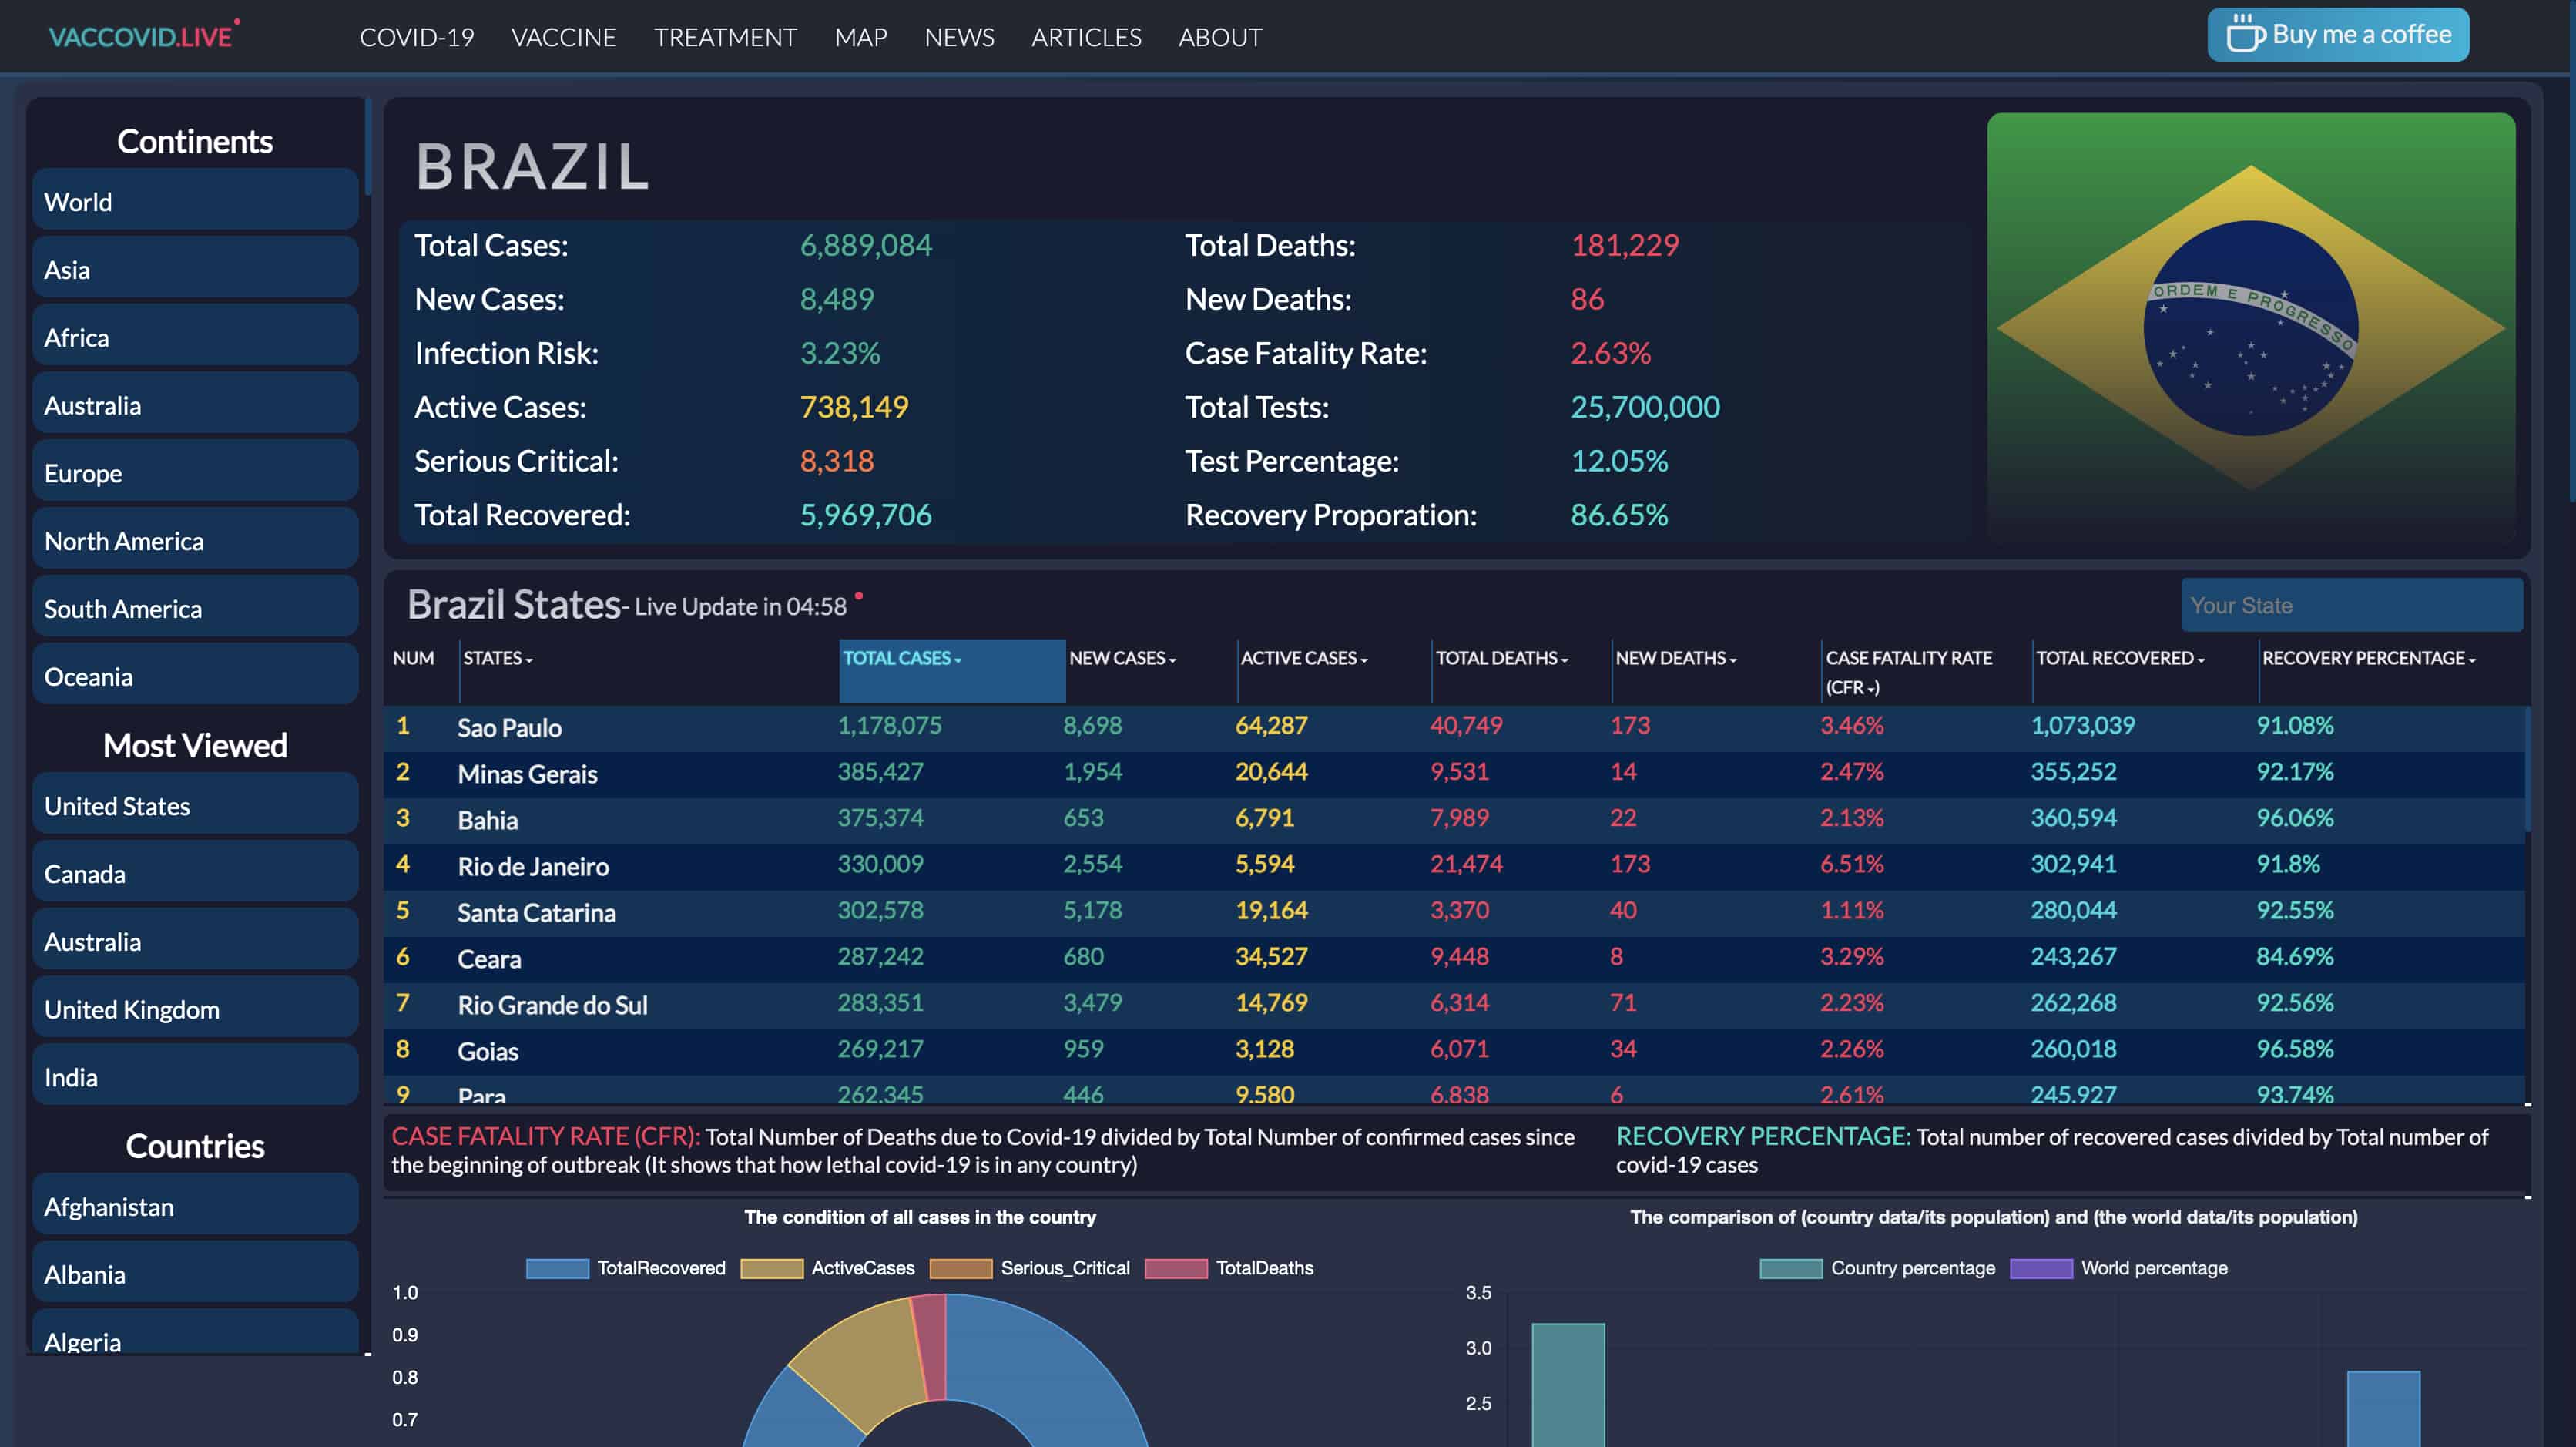 VACCOVID.LIVE
COVID-19 VACCINE TREATMENT MAP NEWS ARTICLES ABOUT
Buy me a coffee
Continents
World
Asia
Africa
Australia
Europe
North America
South America
Oceania
Most Viewed
United States
Canada
Australia
United Kingdom
India
Countries
Afghanistan
Albania
Algeria
BRAZIL
Total Cases: 6,889,084 Total Deaths: 181,229
New Cases: 8,489 New Deaths: 86
Infection Risk: 3.23% Case Fatality Rate: 2.63%
Active Cases: 738,149 Total Tests: 25,700,000
Serious Critical: 8,318 Test Percentage: 12.05%
Total Recovered: 5,969,706 Recovery Proporation: 86.65%
ORDEM E PROGRESSO
Brazil States- Live Update in 04:58
Your State
NUM STATES TOTAL CASES NEW CASES ACTIVE CASES TOTAL DEATHS NEW DEATHS CASE FATALITY RATE (CFR) TOTAL RECOVERED RECOVERY PERCENTAGE
1 Sao Paulo 1,178,075 8,698 64,287 40,749 173 3.46% 1,073,039 91.08%
2 Minas Gerais 385,427 1,954 20,644 9,531 14 2.47% 355,252 92.17%
3 Bahia 375,374 653 6,791 7,989 22 2.13% 360,594 96.06%
4 Rio de Janeiro 330,009 2,554 5,594 21,474 173 6.51% 302,941 91.8%
5 Santa Catarina 302,578 5,178 19,164 3,370 40 1.11% 280,044 92.55%
6 Ceara 287,242 680 34,527 9,448 8 3.29% 243,267 84.69%
7 Rio Grande do Sul 283,351 3,479 14,769 6,314 71 2.23% 262,268 92.56%
8 Goias 269,217 959 3,128 6,071 34 2.26% 260,018 96.58%
9 Para 262,345 446 9,580 6,838 6 2.61% 245,927 93.74%
CASE FATALITY RATE (CFR): Total Number of Deaths due to Covid-19 divided by Total Number of confirmed cases since
the beginning of outbreak (It shows that how lethal covid-19 is in any country)
RECOVERY PERCENTAGE: Total number of recovered cases divided by Total number of
covid-19 cases
The condition of all cases in the country
TotalRecovered ActiveCases Serious_Critical TotalDeaths
1.0
0.9
0.8
0.7
The comparison of (country data/its population) and (the world data/its population)
Country percentage World percentage
3.5
3.0
2.5